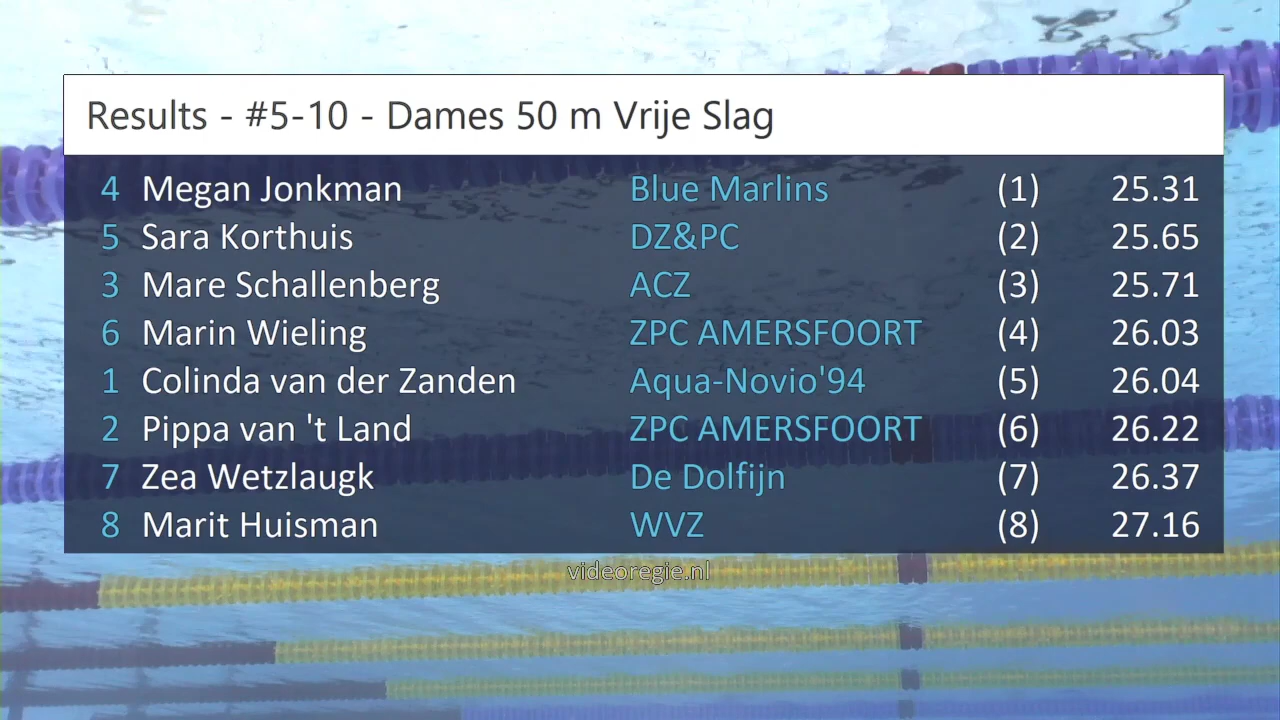 Results - #5-10 - Dames 50 m Vrije Slag
4 Megan Jonkman Blue Marlins (1) 25.31
5 Sara Korthuis DZ&PC (2) 25.65
3 Mare Schallenberg ACZ (3) 25.71
6 Marin Wieling ZPC AMERSFOORT (4) 26.03
1 Colinda van der Zanden Aqua-Novio'94 (5) 26.04
2 Pippa van 't Land ZPC AMERSFOORT (6) 26.22
7 Zea Wetzlaugk De Dolfijn (7) 26.37
8 Marit Huisman WVZ (8) 27.16
videoregie.nl